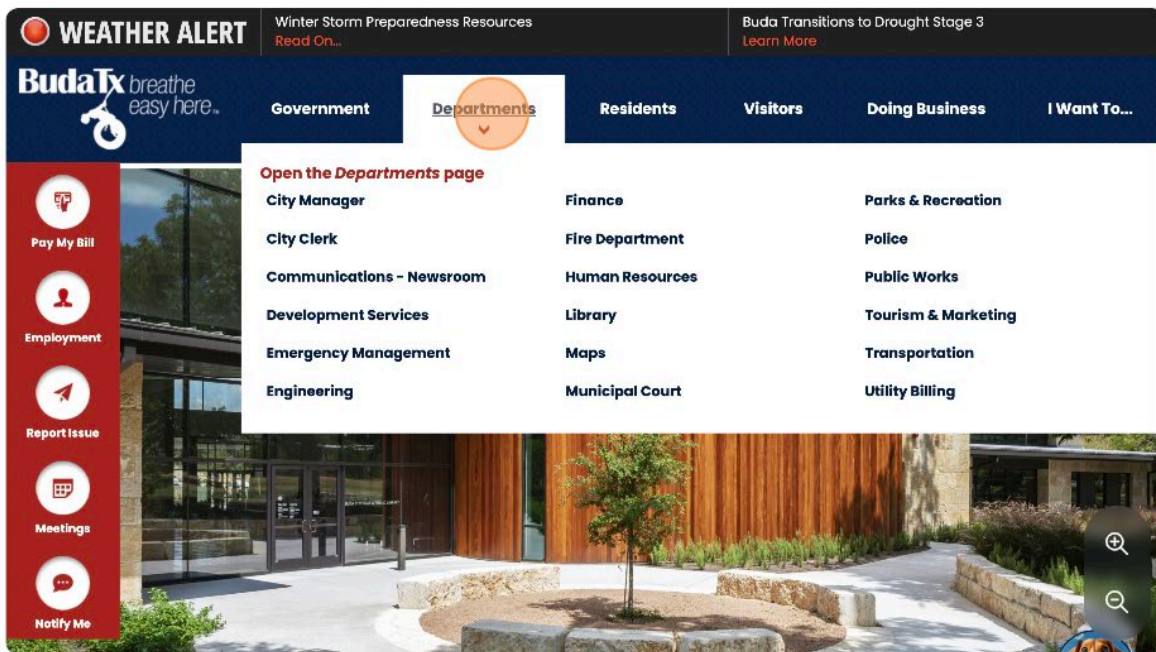 WEATHER ALERT
Winter Storm Preparedness Resources
Read On...
Buda Transitions to Drought Stage 3
Learn More
BudaTx breathe
easy here.™
Government
Departments
Residents
Visitors
Doing Business
I Want To...
Open the Departments page
City Manager
City Clerk
Communications - Newsroom
Development Services
Emergency Management
Engineering
Finance
Fire Department
Human Resources
Library
Maps
Municipal Court
Parks & Recreation
Police
Public Works
Tourism & Marketing
Transportation
Utility Billing
Pay My Bill
Employment
Report Issue
Meetings
Notify Me